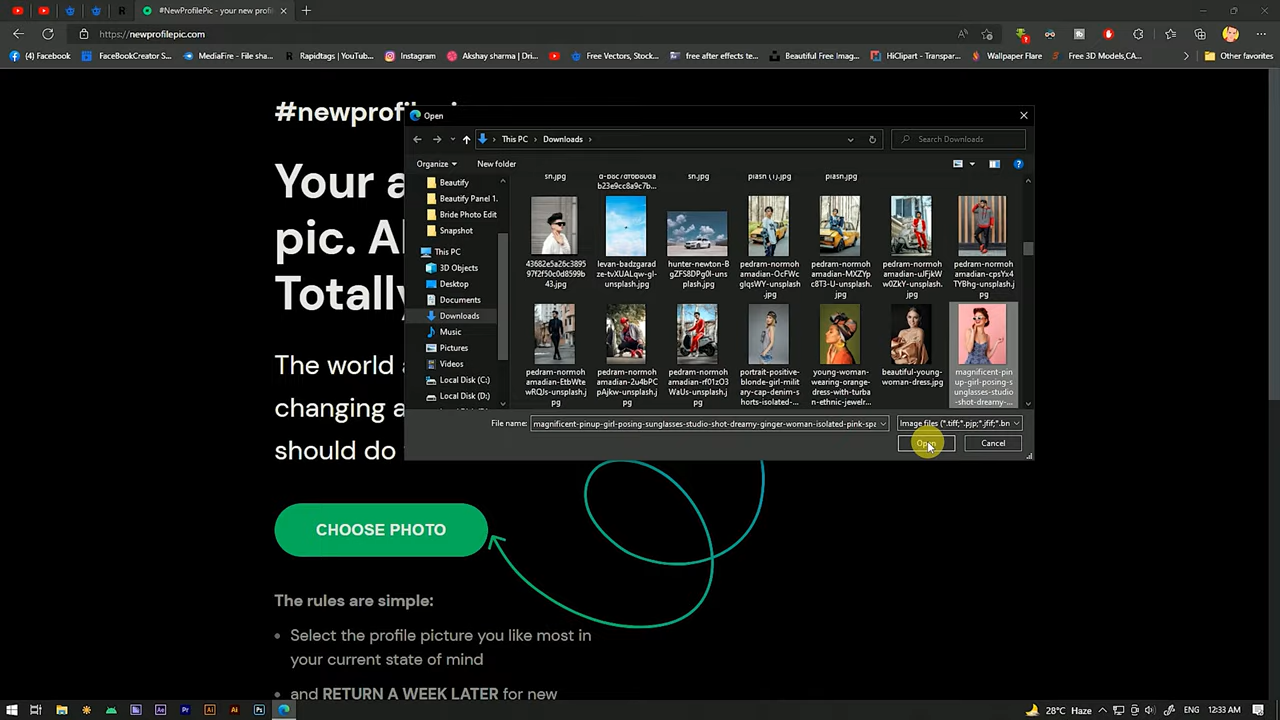 #NewProfilePic - your new profi
https://newprofilepic.com
(4) Facebook
FaceBookCreator S...
MediaFire - File sha...
Rapidtags | YouTub...
Instagram
Akshay sharma | Dri...
Free Vectors, Stock...
free after effects te...
Beautiful Free Imag...
HiClipart - Transpar...
Wallpaper Flare
Free 3D Models,CA...
Other favorites
#newprofilepi
Your a
pic. Al
Totally
The world a
changing a
should do
CHOOSE PHOTO
The rules are simple:
• Select the profile picture you like most in
your current state of mind
• and RETURN A WEEK LATER for new
Open
This PC
Downloads
Search Downloads
Organize
New folder
Beautify
Beautify Panel 1.
Bride Photo Edit
Snapshot
This PC
3D Objects
Desktop
Documents
Downloads
Music
Pictures
Videos
Local Disk (C:)
Local Disk (D:)
sn.jpg
ab23e9cc8a9c7b...
sn.jpg
plash (1).jpg
plash.jpg
43682e5a26c3895
97f2f50c0d8599b
43.jpg
levan-badzgarad
ze-tvXUALqw-gI-
unsplash.jpg
hunter-newton-B
gZFS8DPg0I-uns
plash.jpg
pedram-normoh
amadian-OcFWc
glqsWY-unsplash
.jpg
pedram-normoh
amadian-MXZYp
c8T3-U-unsplash.
jpg
pedram-normoh
amadian-uJFjkW
w0ZkY-unsplash.
jpg
pedram-normoh
amadian-cpsYx4
TYBhg-unsplash.j
pg
pedram-normoh
amadian-EtbWte
wRQJs-unsplash.j
pg
pedram-normoh
amadian-2u4bPC
pAjkw-unsplash.j
pg
pedram-normoh
amadian-rf01zO3
WaUs-unsplash.j
pg
portrait-positive-
blonde-girl-milit
ary-cap-denim-s
horts-isolated-...
young-woman-
wearing-orange-
dress-with-turba
n-ethnic-jewelr...
beautiful-young-
woman-dress.jpg
magnificent-pin
up-girl-posing-s
unglasses-studio
-shot-dreamy-...
File name:
magnificent-pinup-girl-posing-sunglasses-studio-shot-dreamy-ginger-woman-isolated-pink-spa
Image files (*.tiff;*.pjp;*.jfif;*.bn
Open
Cancel
28°C Haze
ENG
12:33 AM